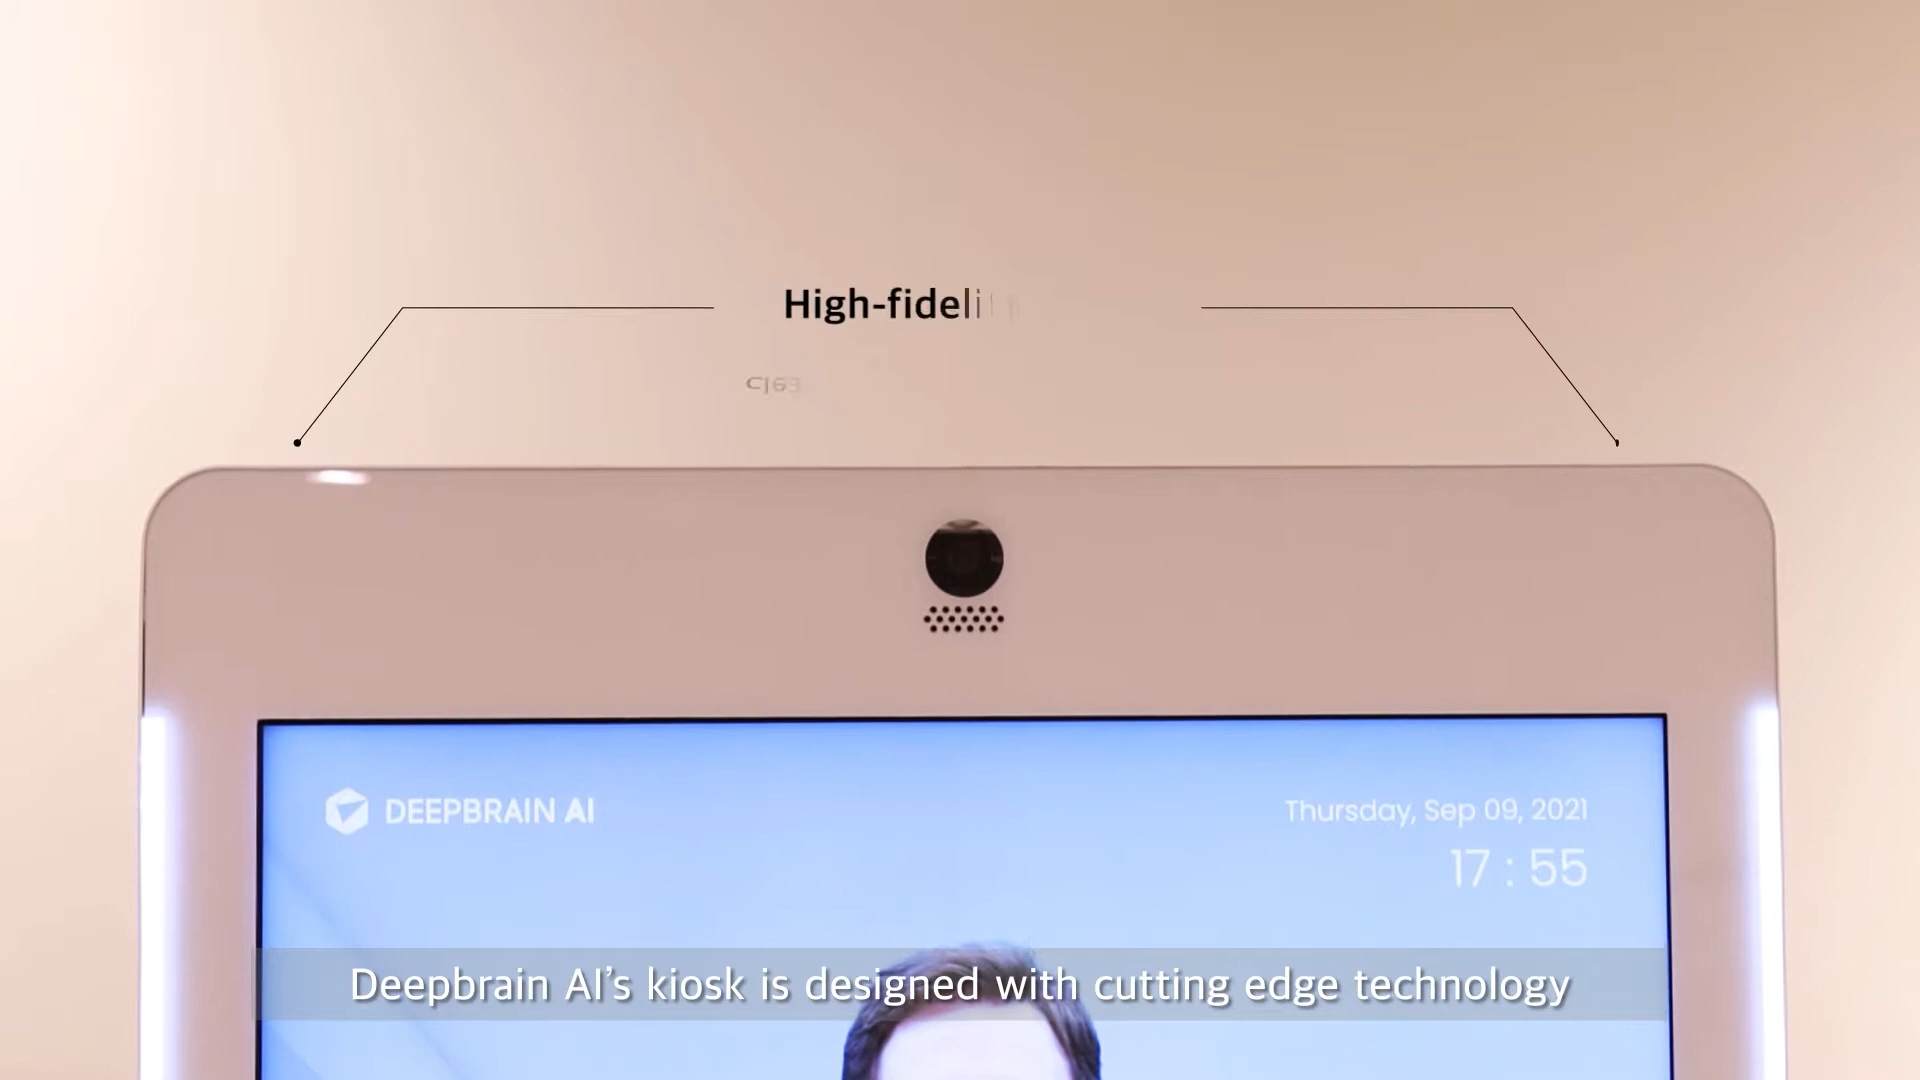 High-fideli
DEEPBRAIN AI
Thursday, Sep 09, 2021
17 : 55
Deepbrain AI’s kiosk is designed with cutting edge technology